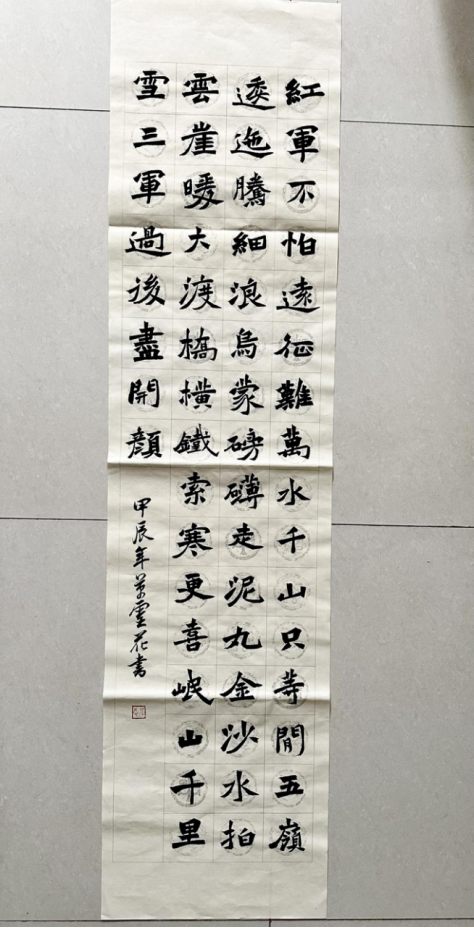 紅軍不怕遠征難萬水千山只等閒五嶺
逶迤騰細浪烏蒙磅礴走泥丸金沙水拍
雲崖暖大渡橋橫鐵索寒更喜岷山千里
雪三軍過後盡開顏
甲辰年 靈花書